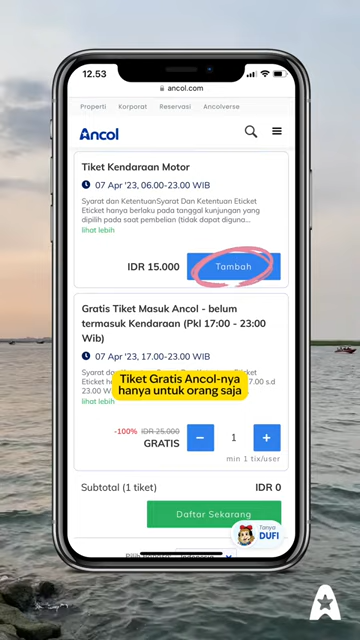 12.53
ancol.com
Properti Korporat Reservasi Ancolverse
Ancol
Tiket Kendaraan Motor
07 Apr '23, 06.00-23.00 WIB
Syarat dan KetentuanSyarat Dan Ketentuan Eticket
Eticket hanya berlaku pada tanggal kunjungan yang
dipilih pada saat pembelian (tidak dapat diguna...
lihat lebih
IDR 15.000
Tambah
Gratis Tiket Masuk Ancol - belum
termasuk Kendaraan (Pkl 17:00 - 23:00
Wib)
07 Apr '23, 17.00-23.00 WIB
Tiket Gratis Ancol-nya
hanya untuk orang saja
lihat lebih
-100% IDR 25.000
GRATIS
− 1 +
min 1 tix/user
Subtotal (1 tiket) IDR 0
Daftar Sekarang
Tanya
DUFI